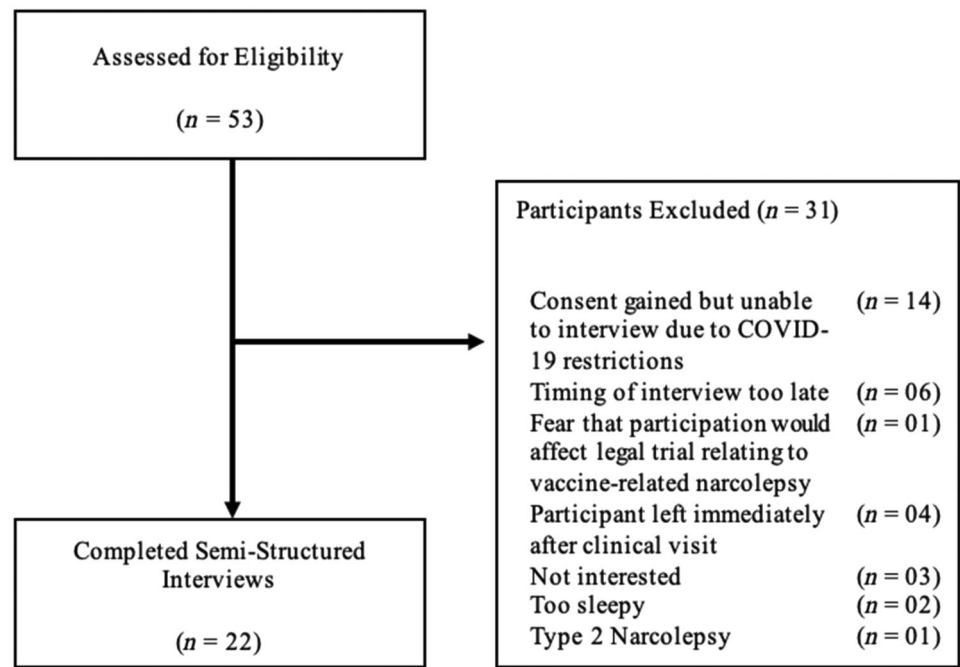 Assessed for Eligibility
(n = 53)
Participants Excluded (n = 31)
Consent gained but unable (n = 14)
to interview due to COVID-
19 restrictions
Timing of interview too late (n = 06)
Fear that participation would (n = 01)
affect legal trial relating to
vaccine-related narcolepsy
Participant left immediately (n = 04)
after clinical visit
Not interested (n = 03)
Too sleepy (n = 02)
Type 2 Narcolepsy (n = 01)
Completed Semi-Structured
Interviews
(n = 22)